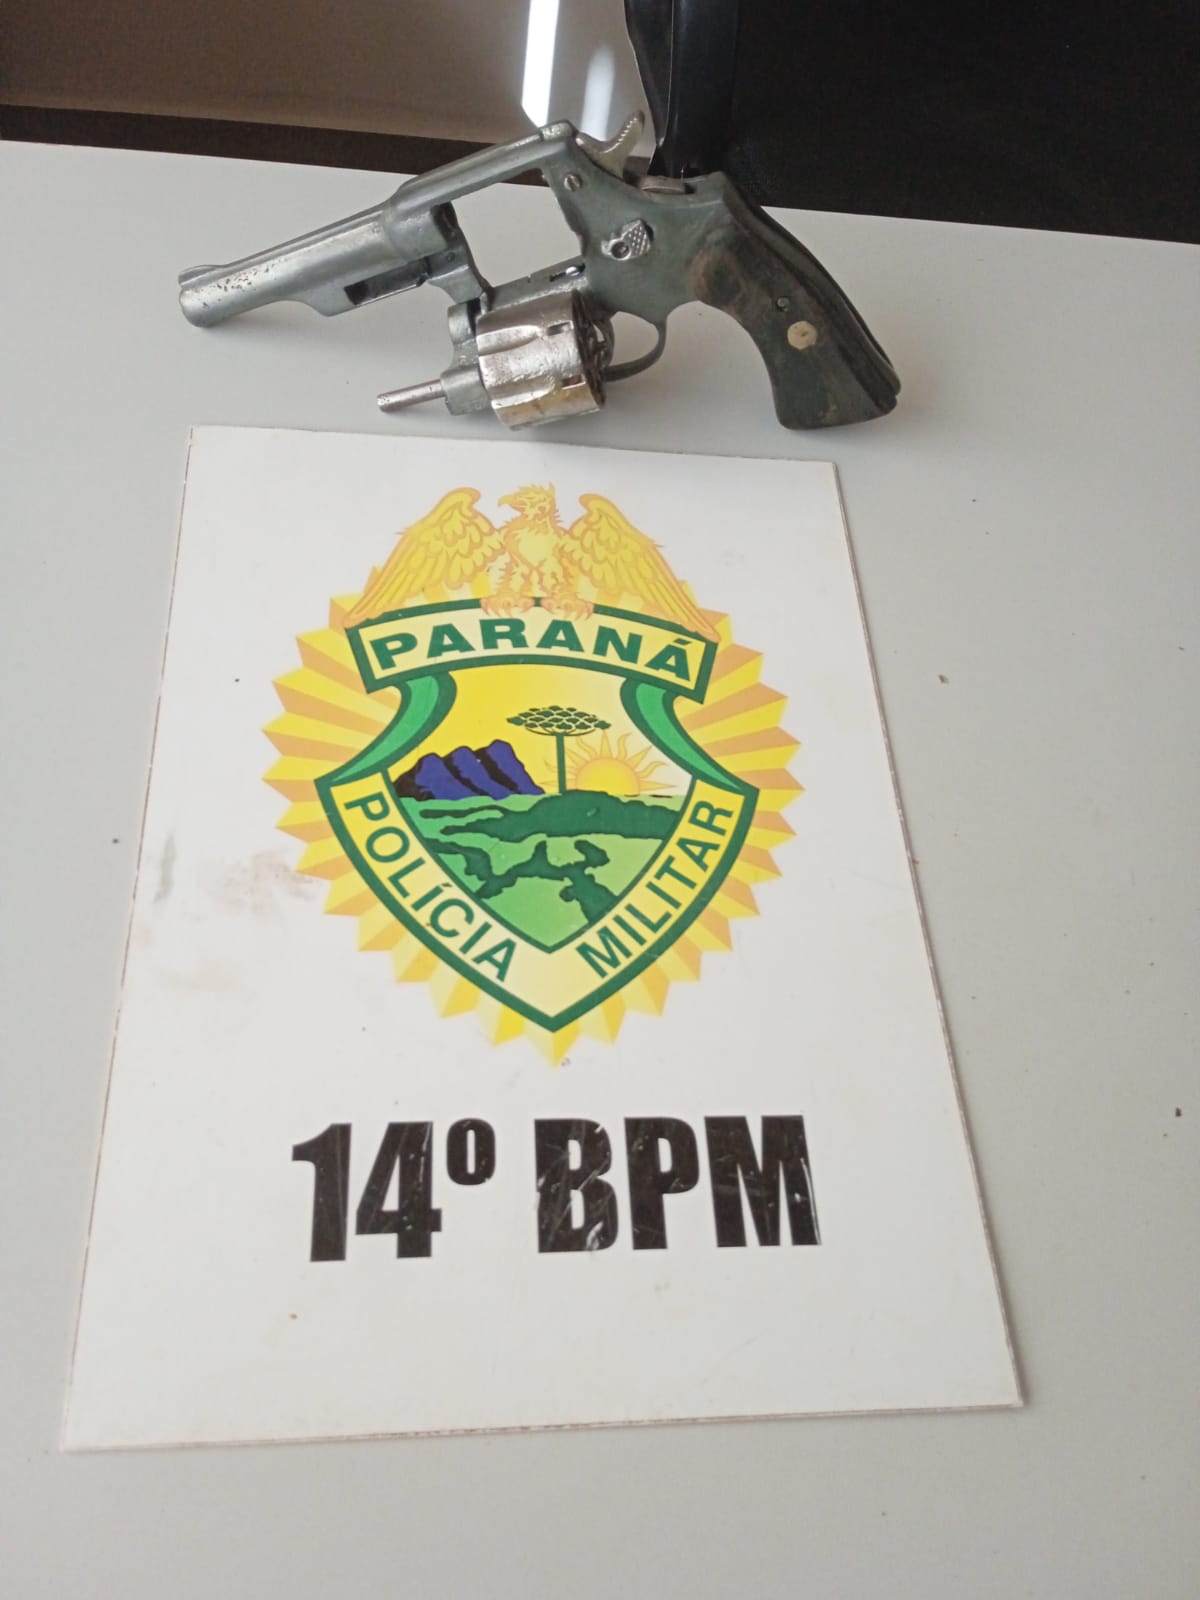 PARANÁ
POLÍCIA MILITAR
14º BPM